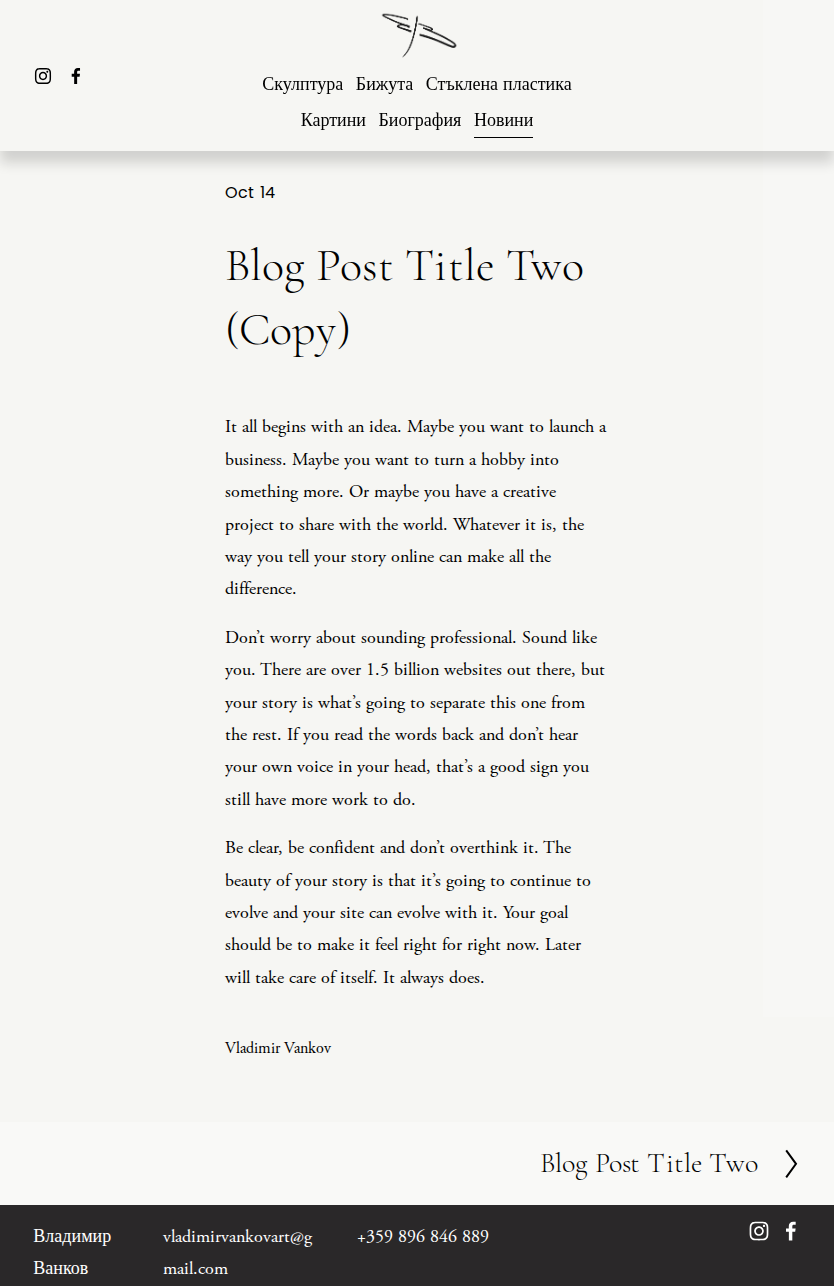 Скулптура Бижута Стъклена пластика
Картини Биография Новини
Oct 14
Blog Post Title Two
(Copy)
It all begins with an idea. Maybe you want to launch a
business. Maybe you want to turn a hobby into
something more. Or maybe you have a creative
project to share with the world. Whatever it is, the
way you tell your story online can make all the
difference.
Don’t worry about sounding professional. Sound like
you. There are over 1.5 billion websites out there, but
your story is what’s going to separate this one from
the rest. If you read the words back and don’t hear
your own voice in your head, that’s a good sign you
still have more work to do.
Be clear, be confident and don’t overthink it. The
beauty of your story is that it’s going to continue to
evolve and your site can evolve with it. Your goal
should be to make it feel right for right now. Later
will take care of itself. It always does.
Vladimir Vankov
Blog Post Title Two
Владимир
Ванков
vladimirvankovart@g
mail.com
+359 896 846 889